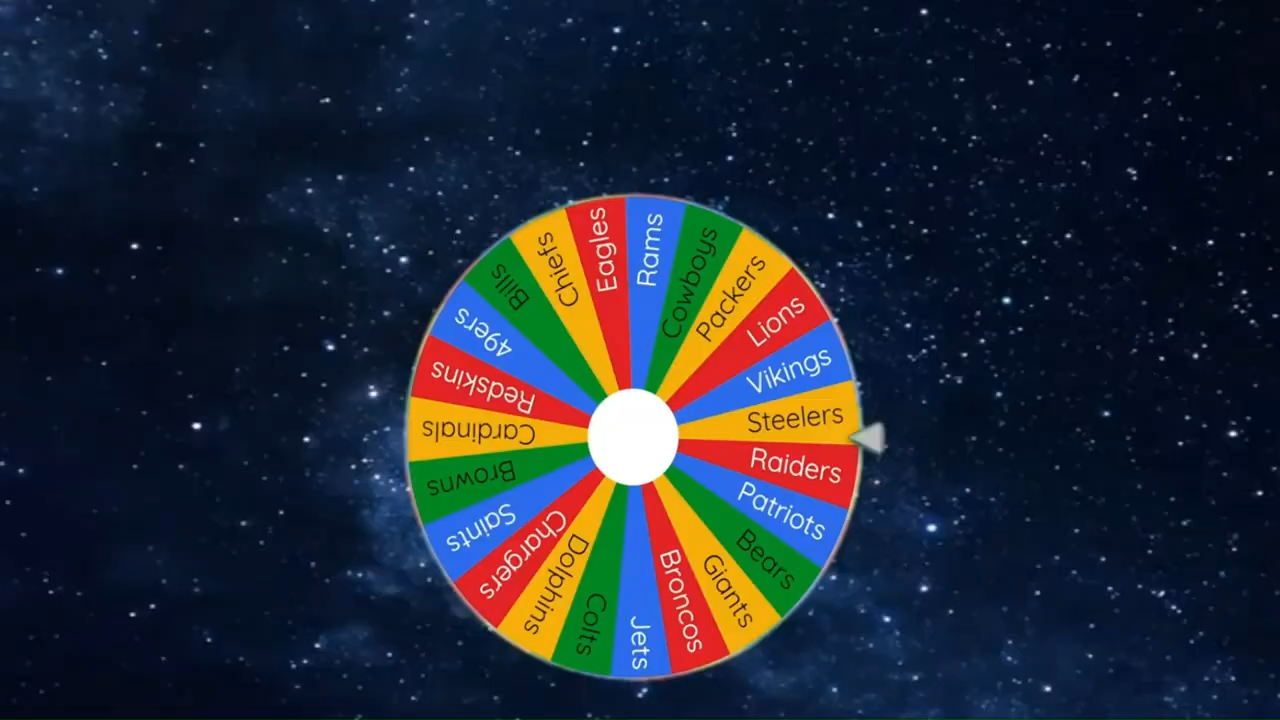 Eagles
Rams
Cowboys
Packers
Lions
Vikings
Steelers
Raiders
Patriots
Bears
Giants
Broncos
Jets
Colts
Dolphins
Chargers
Saints
Browns
Cardinals
Redskins
49ers
Bills
Chiefs